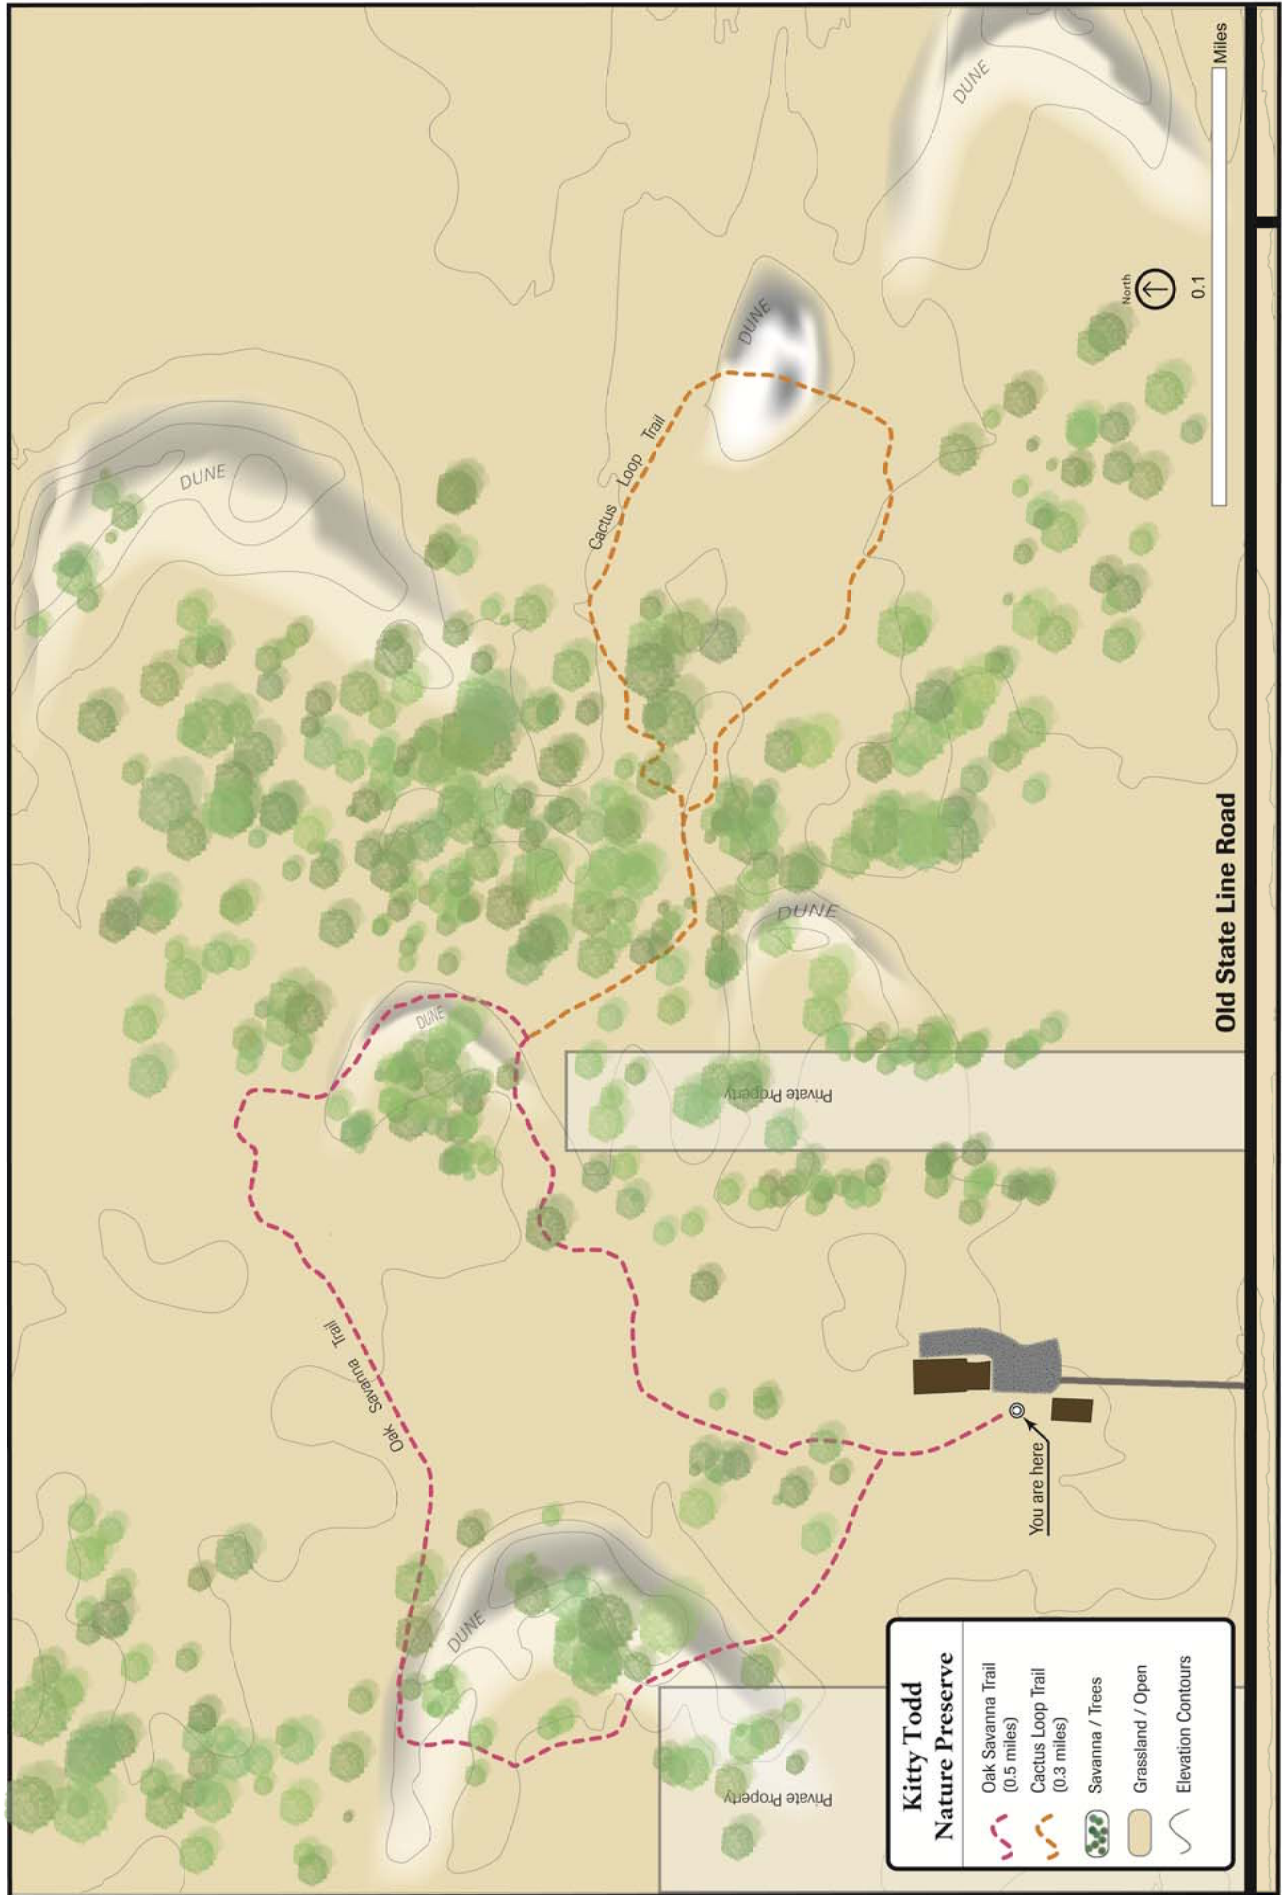 Kitty Todd
Nature Preserve
Oak Savanna Trail
(0.5 miles)
Cactus Loop Trail
(0.3 miles)
Savanna / Trees
Grassland / Open
Elevation Contours
DUNE
Oak Savanna Trail
DUNE
DUNE
Cactus Loop Trail
DUNE
DUNE
DUNE
Private Property
Private Property
You are here
Old State Line Road
North
0.1
Miles